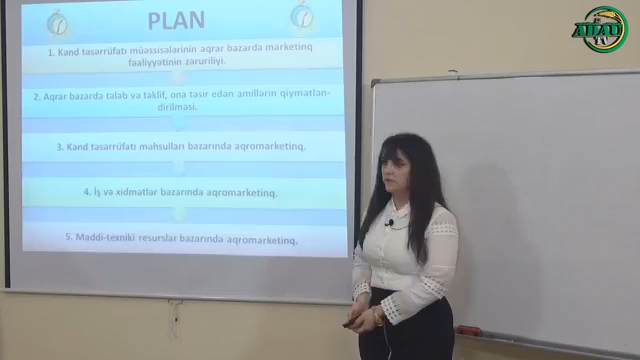 PLAN
1. Kənd təsərrüfatı müəssisələrinin aqrar bazarda marketinq
fəaliyyətinin zəruriliyi.
2. Aqrar bazarda tələb və təklif, ona təsir edən amillərin qiymətlən-
dirilməsi.
3. Kənd təsərrüfatı məhsulları bazarında aqromarketinq.
4. İş və xidmətlər bazarında aqromarketinq.
5. Maddi-texniki resurslar bazarında aqromarketinq.
ADAU
TV